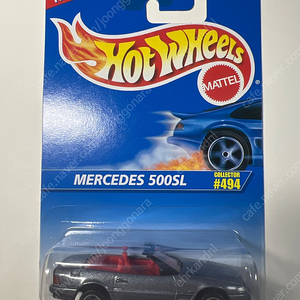 HOT WHEELS
MATTEL
MERCEDES 500SL
COLLECTOR
#494